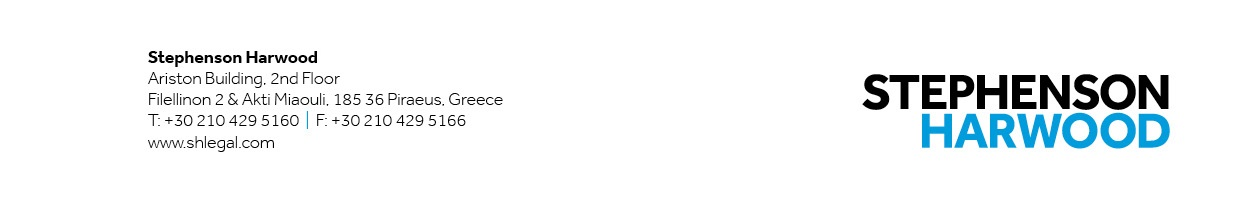 Stephenson Harwood
Ariston Building, 2nd Floor
Filellinon 2 & Akti Miaouli, 185 36 Piraeus, Greece
T: +30 210 429 5160 | F: +30 210 429 5166
www.shlegal.com
STEPHENSON
HARWOOD